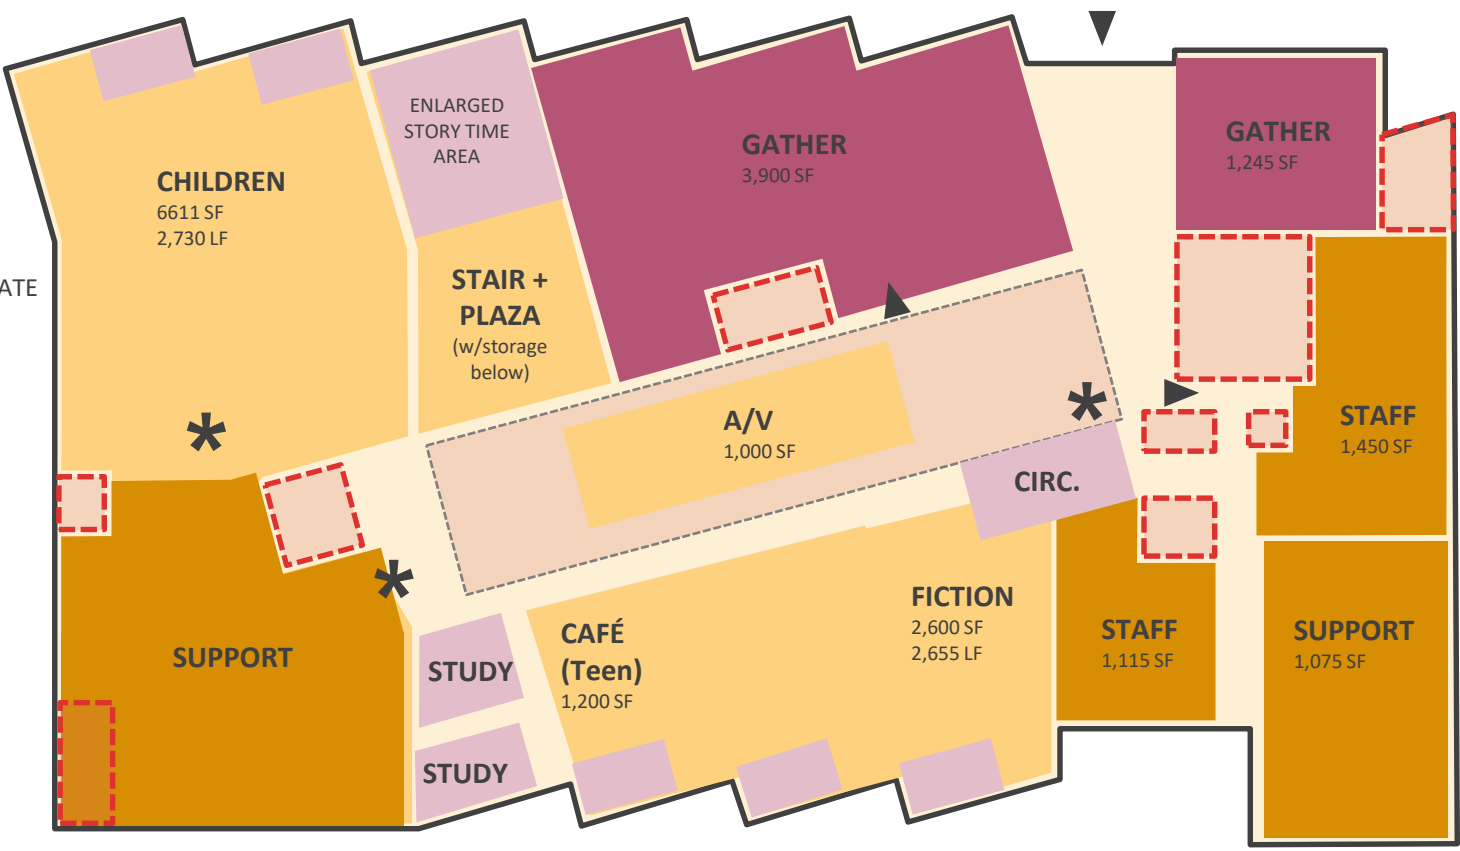 ENLARGED
STORY TIME
AREA
GATHER
3,900 SF
GATHER
1,245 SF
CHILDREN
6611 SF
2,730 LF
ATE
STAIR +
PLAZA
(w/storage
below)
*
A/V
1,000 SF
*
STAFF
1,450 SF
CIRC.
*
SUPPORT
STUDY
CAFÉ
(Teen)
1,200 SF
FICTION
2,600 SF
2,655 LF
STAFF
1,115 SF
SUPPORT
1,075 SF
STUDY